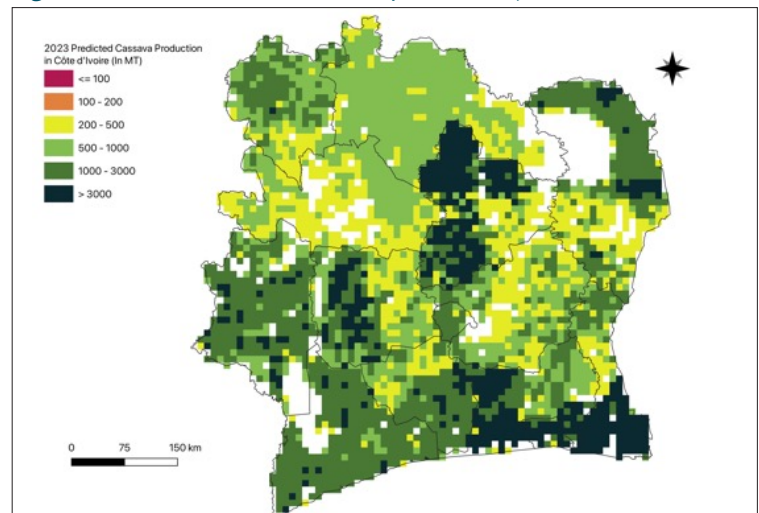 2023 Predicted Cassava Production
in Côte d'Ivoire (In MT)
<= 100
100 - 200
200 - 500
500 - 1000
1000 - 3000
> 3000
0 75 150 km